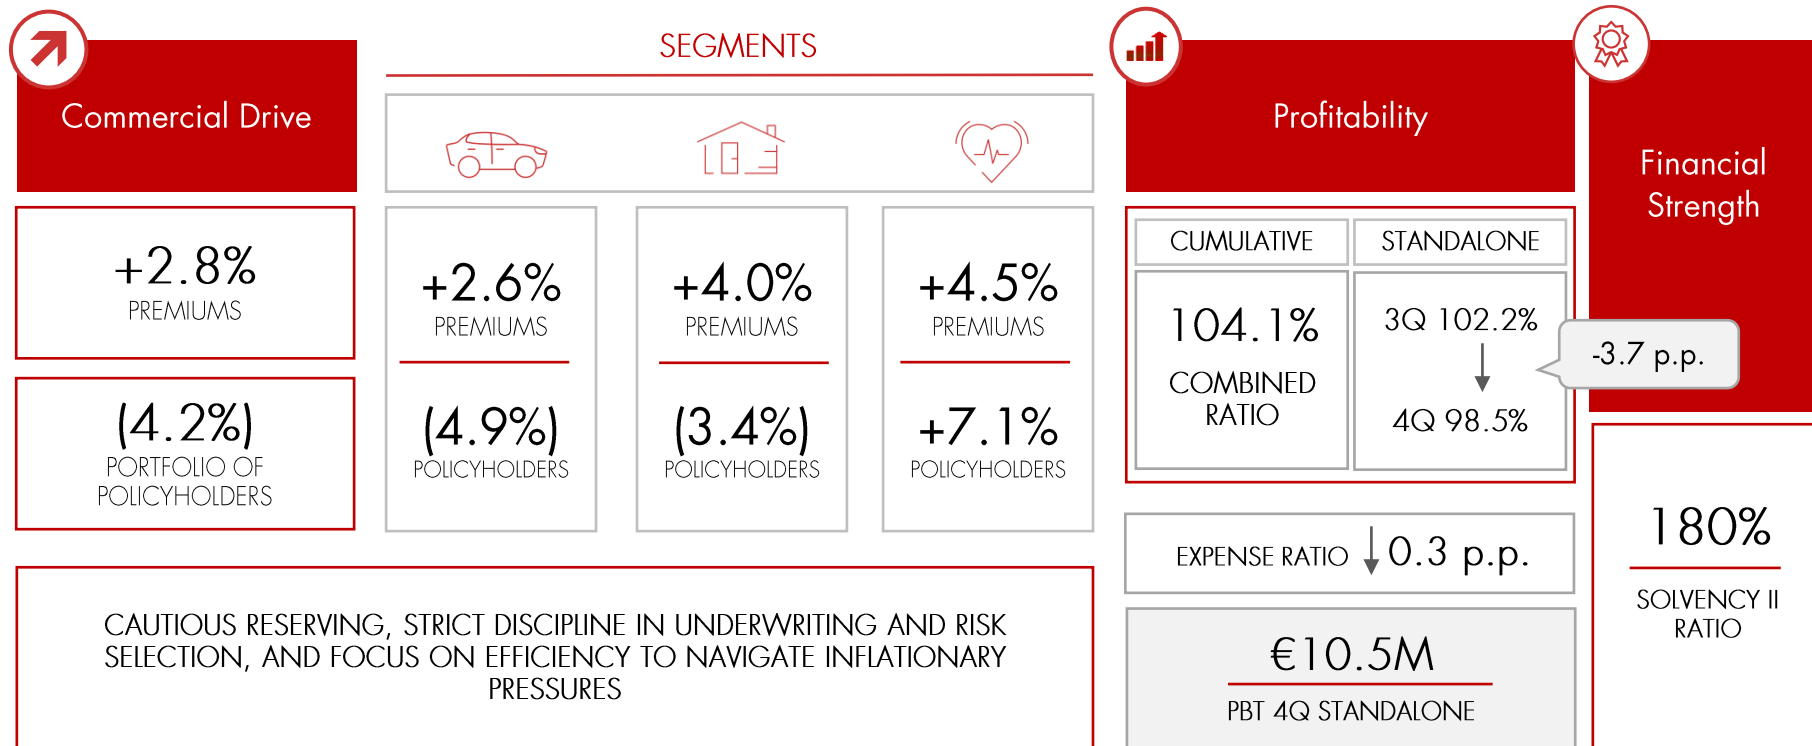 Commercial Drive
+2.8%
PREMIUMS
(4.2%)
PORTFOLIO OF
POLICYHOLDERS
SEGMENTS
+2.6%
PREMIUMS
(4.9%)
POLICYHOLDERS
+4.0%
PREMIUMS
(3.4%)
POLICYHOLDERS
+4.5%
PREMIUMS
+7.1%
POLICYHOLDERS
CAUTIOUS RESERVING, STRICT DISCIPLINE IN UNDERWRITING AND RISK
SELECTION, AND FOCUS ON EFFICIENCY TO NAVIGATE INFLATIONARY
PRESSURES
Profitability
CUMULATIVE
104.1%
COMBINED
RATIO
STANDALONE
3Q 102.2%
4Q 98.5%
-3.7 p.p.
EXPENSE RATIO 0.3 p.p.
€10.5M
PBT 4Q STANDALONE
Financial
Strength
180%
SOLVENCY II
RATIO